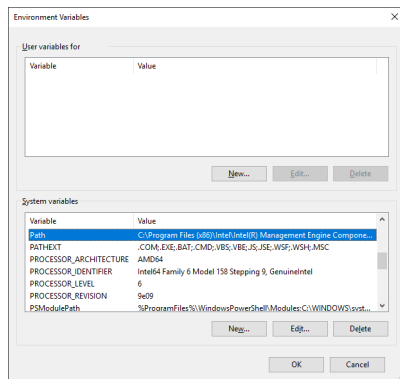 Environment Variables
User variables for
Variable Value
New... Edit... Delete
System variables
Variable Value
Path C:\Program Files (x86)\Intel\Intel(R) Management Engine Compone...
PATHEXT .COM;.EXE;.BAT;.CMD;.VBS;.VBE;.JS;.JSE;.WSF;.WSH;.MSC
PROCESSOR_ARCHITECTURE AMD64
PROCESSOR_IDENTIFIER Intel64 Family 6 Model 158 Stepping 9, GenuineIntel
PROCESSOR_LEVEL 6
PROCESSOR_REVISION 9e09
PSModulePath %ProgramFiles%\WindowsPowerShell\Modules;C:\WINDOWS\syst...
New... Edit... Delete
OK Cancel